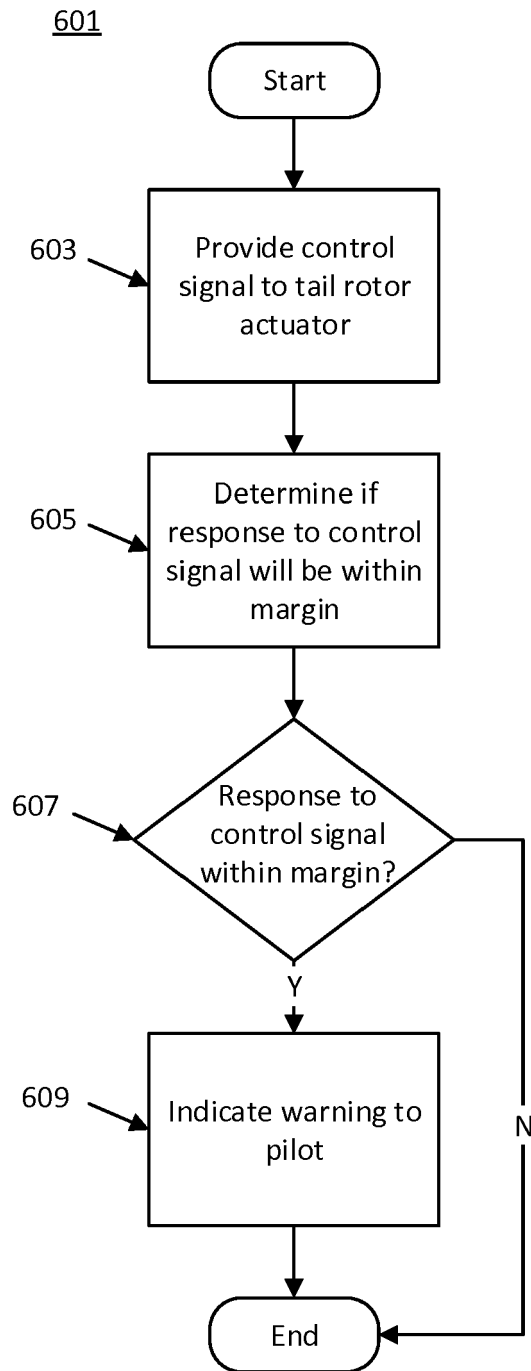 601
Start
603
Provide control
signal to tail rotor
actuator
605
Determine if
response to control
signal will be within
margin
607
Response to
control signal
within margin?
Y
609
Indicate warning to
pilot
N
End